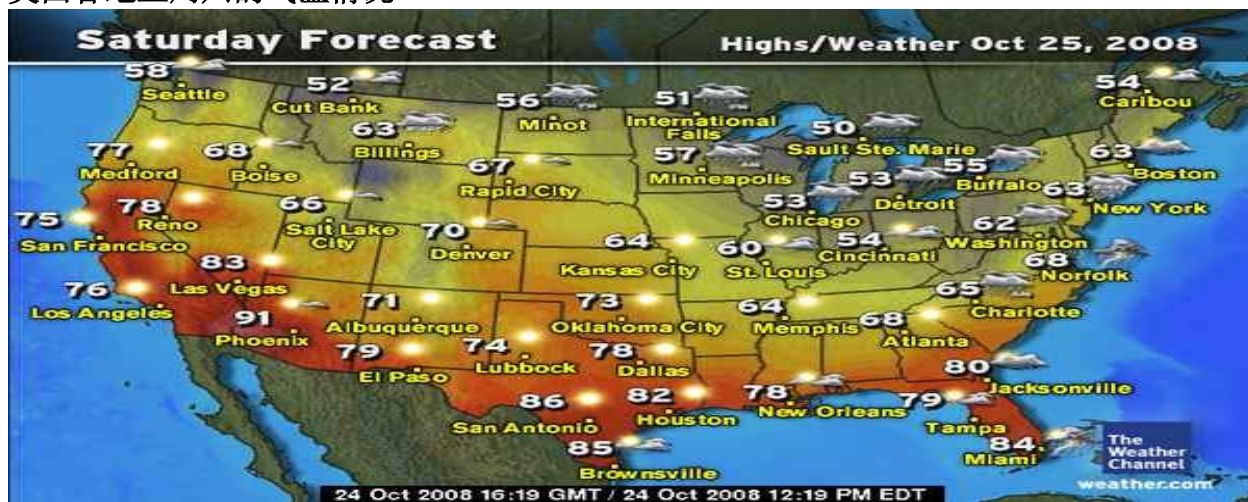 Saturday Forecast
Highs/Weather Oct 25, 2008
58
Seattle
52
Cut Bank
56
Minot
51
International
Falls
54
Caribou
63
Billings
50
Sault Ste. Marie
77
Medford
68
Boise
67
Rapid City
57
Minneapolis
53
Detroit
55
Buffalo
63
Boston
75
San Francisco
78
Reno
66
Salt Lake
City
70
Denver
53
Chicago
63
New York
64
Kansas City
60
St. Louis
54
Cincinnati
62
Washington
68
Norfolk
76
Los Angeles
83
Las Vegas
71
Albuquerque
73
Oklahoma City
64
Memphis
65
Charlotte
91
Phoenix
79
El Paso
74
Lubbock
78
Dallas
68
Atlanta
80
Jacksonville
86
San Antonio
82
Houston
78
New Orleans
79
Tampa
85
Brownsville
84
Miami
The
Weather
Channel
weather.com
24 Oct 2008 16:19 GMT / 24 Oct 2008 12:19 PM EDT